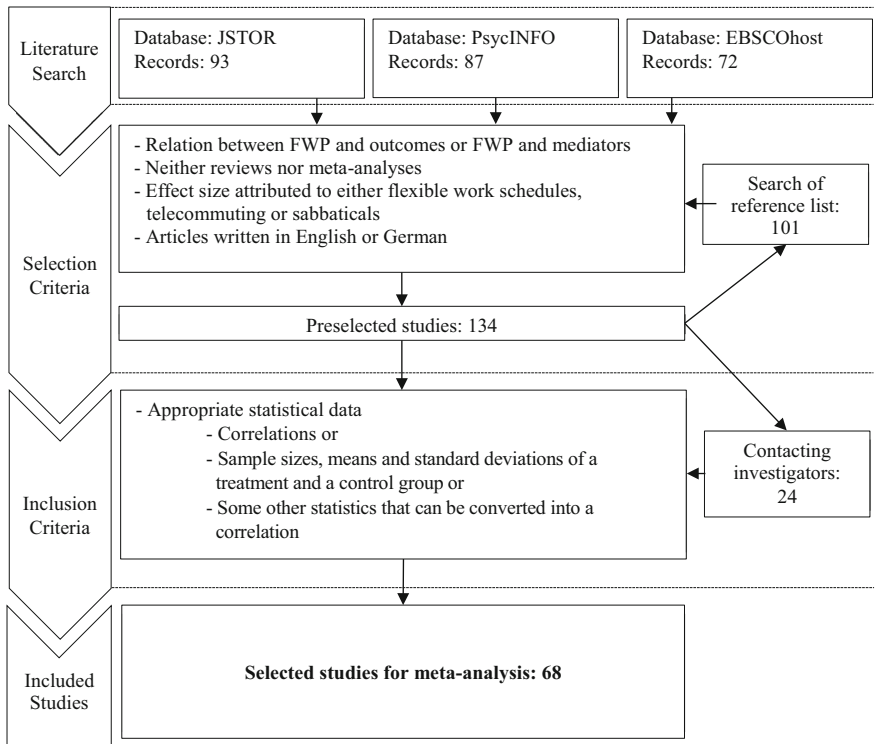 Literature
Search
Database: JSTOR
Records: 93
Database: PsycINFO
Records: 87
Database: EBSCOhost
Records: 72
Selection
Criteria
- Relation between FWP and outcomes or FWP and mediators
- Neither reviews nor meta-analyses
- Effect size attributed to either flexible work schedules,
telecommuting or sabbaticals
- Articles written in English or German
Search of
reference list:
101
Preselected studies: 134
Inclusion
Criteria
- Appropriate statistical data
- Correlations or
- Sample sizes, means and standard deviations of a
treatment and a control group or
- Some other statistics that can be converted into a
correlation
Contacting
investigators:
24
Included
Studies
Selected studies for meta-analysis: 68